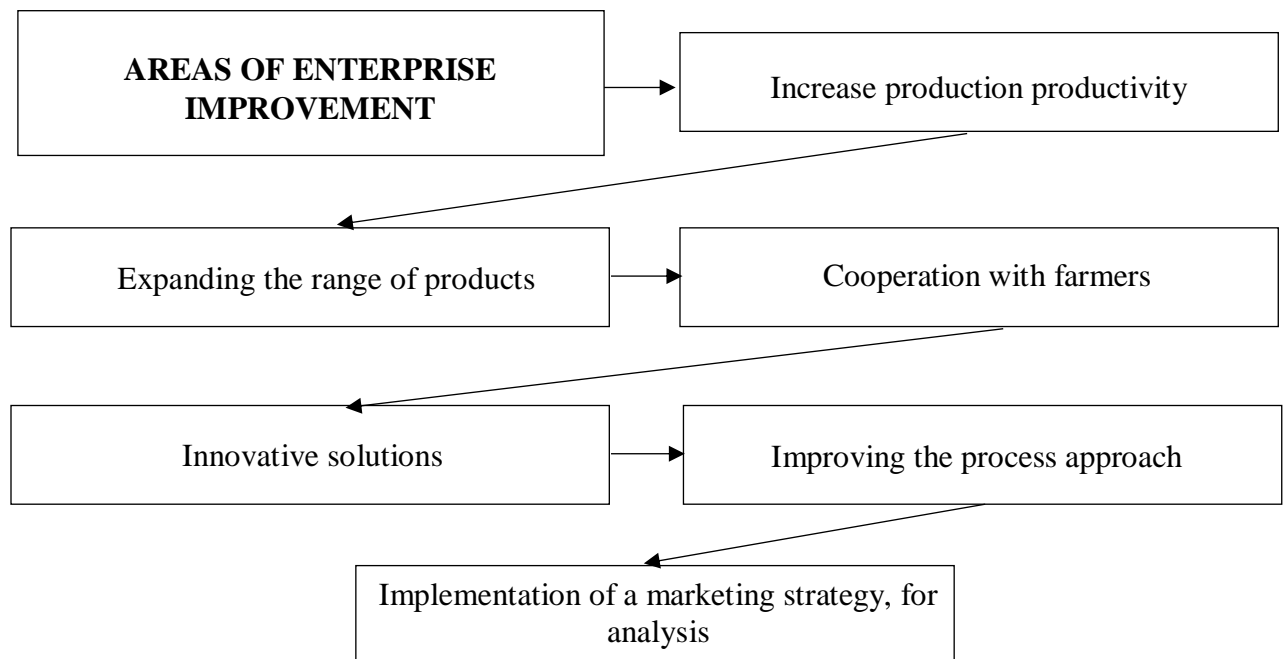 AREAS OF ENTERPRISE
IMPROVEMENT
Increase production productivity
Expanding the range of products
Cooperation with farmers
Innovative solutions
Improving the process approach
Implementation of a marketing strategy, for
analysis